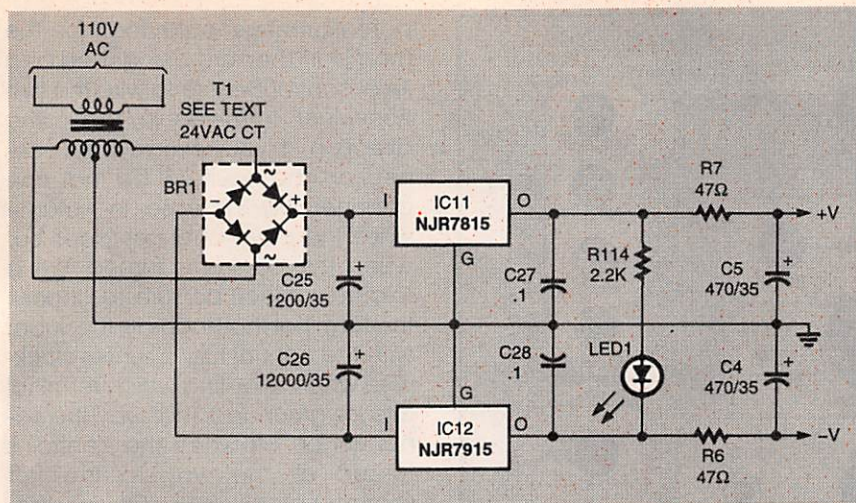 110V
AC
T1
SEE TEXT
24VAC CT
BR1
~
−
+
~
I
IC11
NJR7815
O
G
R7
47Ω
+V
R114
2.2K
C25
1200/35
+
C27
.1
C5
470/35
+
C26
12000/35
+
C28
.1
LED1
C4
470/35
+
G
I
IC12
NJR7915
O
R6
47Ω
−V